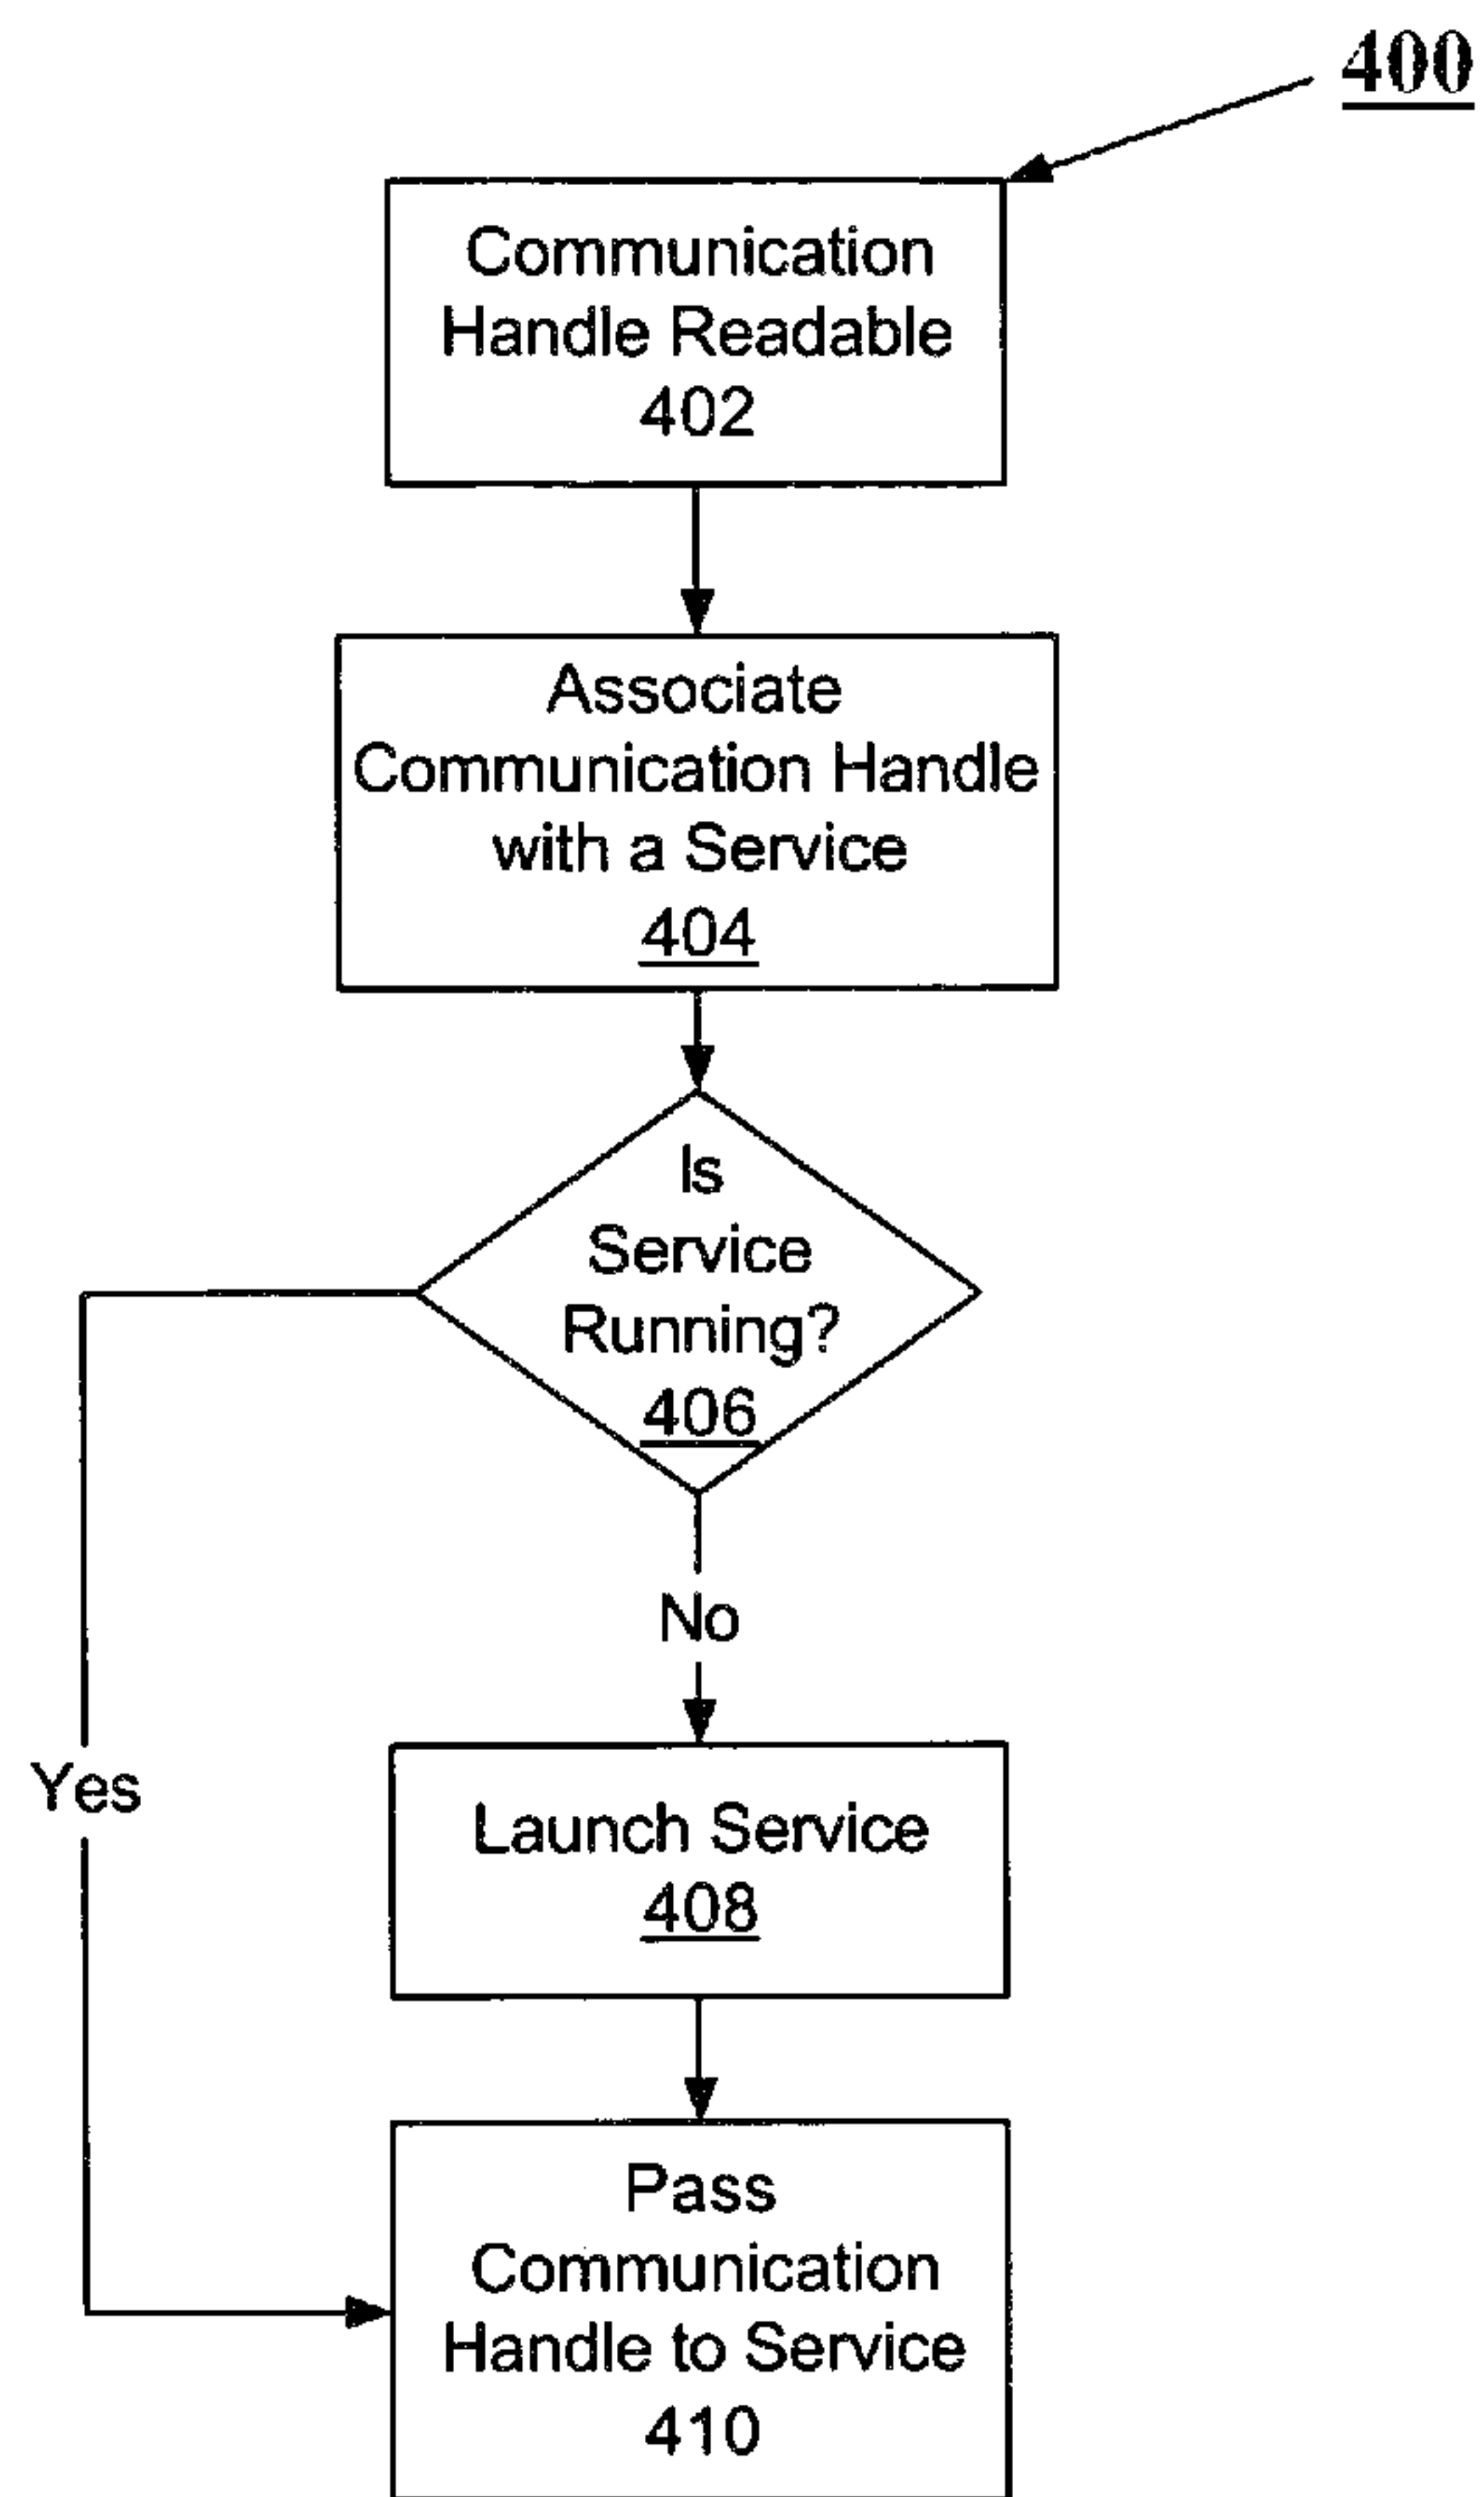 400
Communication
Handle Readable
402
Associate
Communication Handle
with a Service
404
Is
Service
Running?
406
No
Yes
Launch Service
408
Pass
Communication
Handle to Service
410